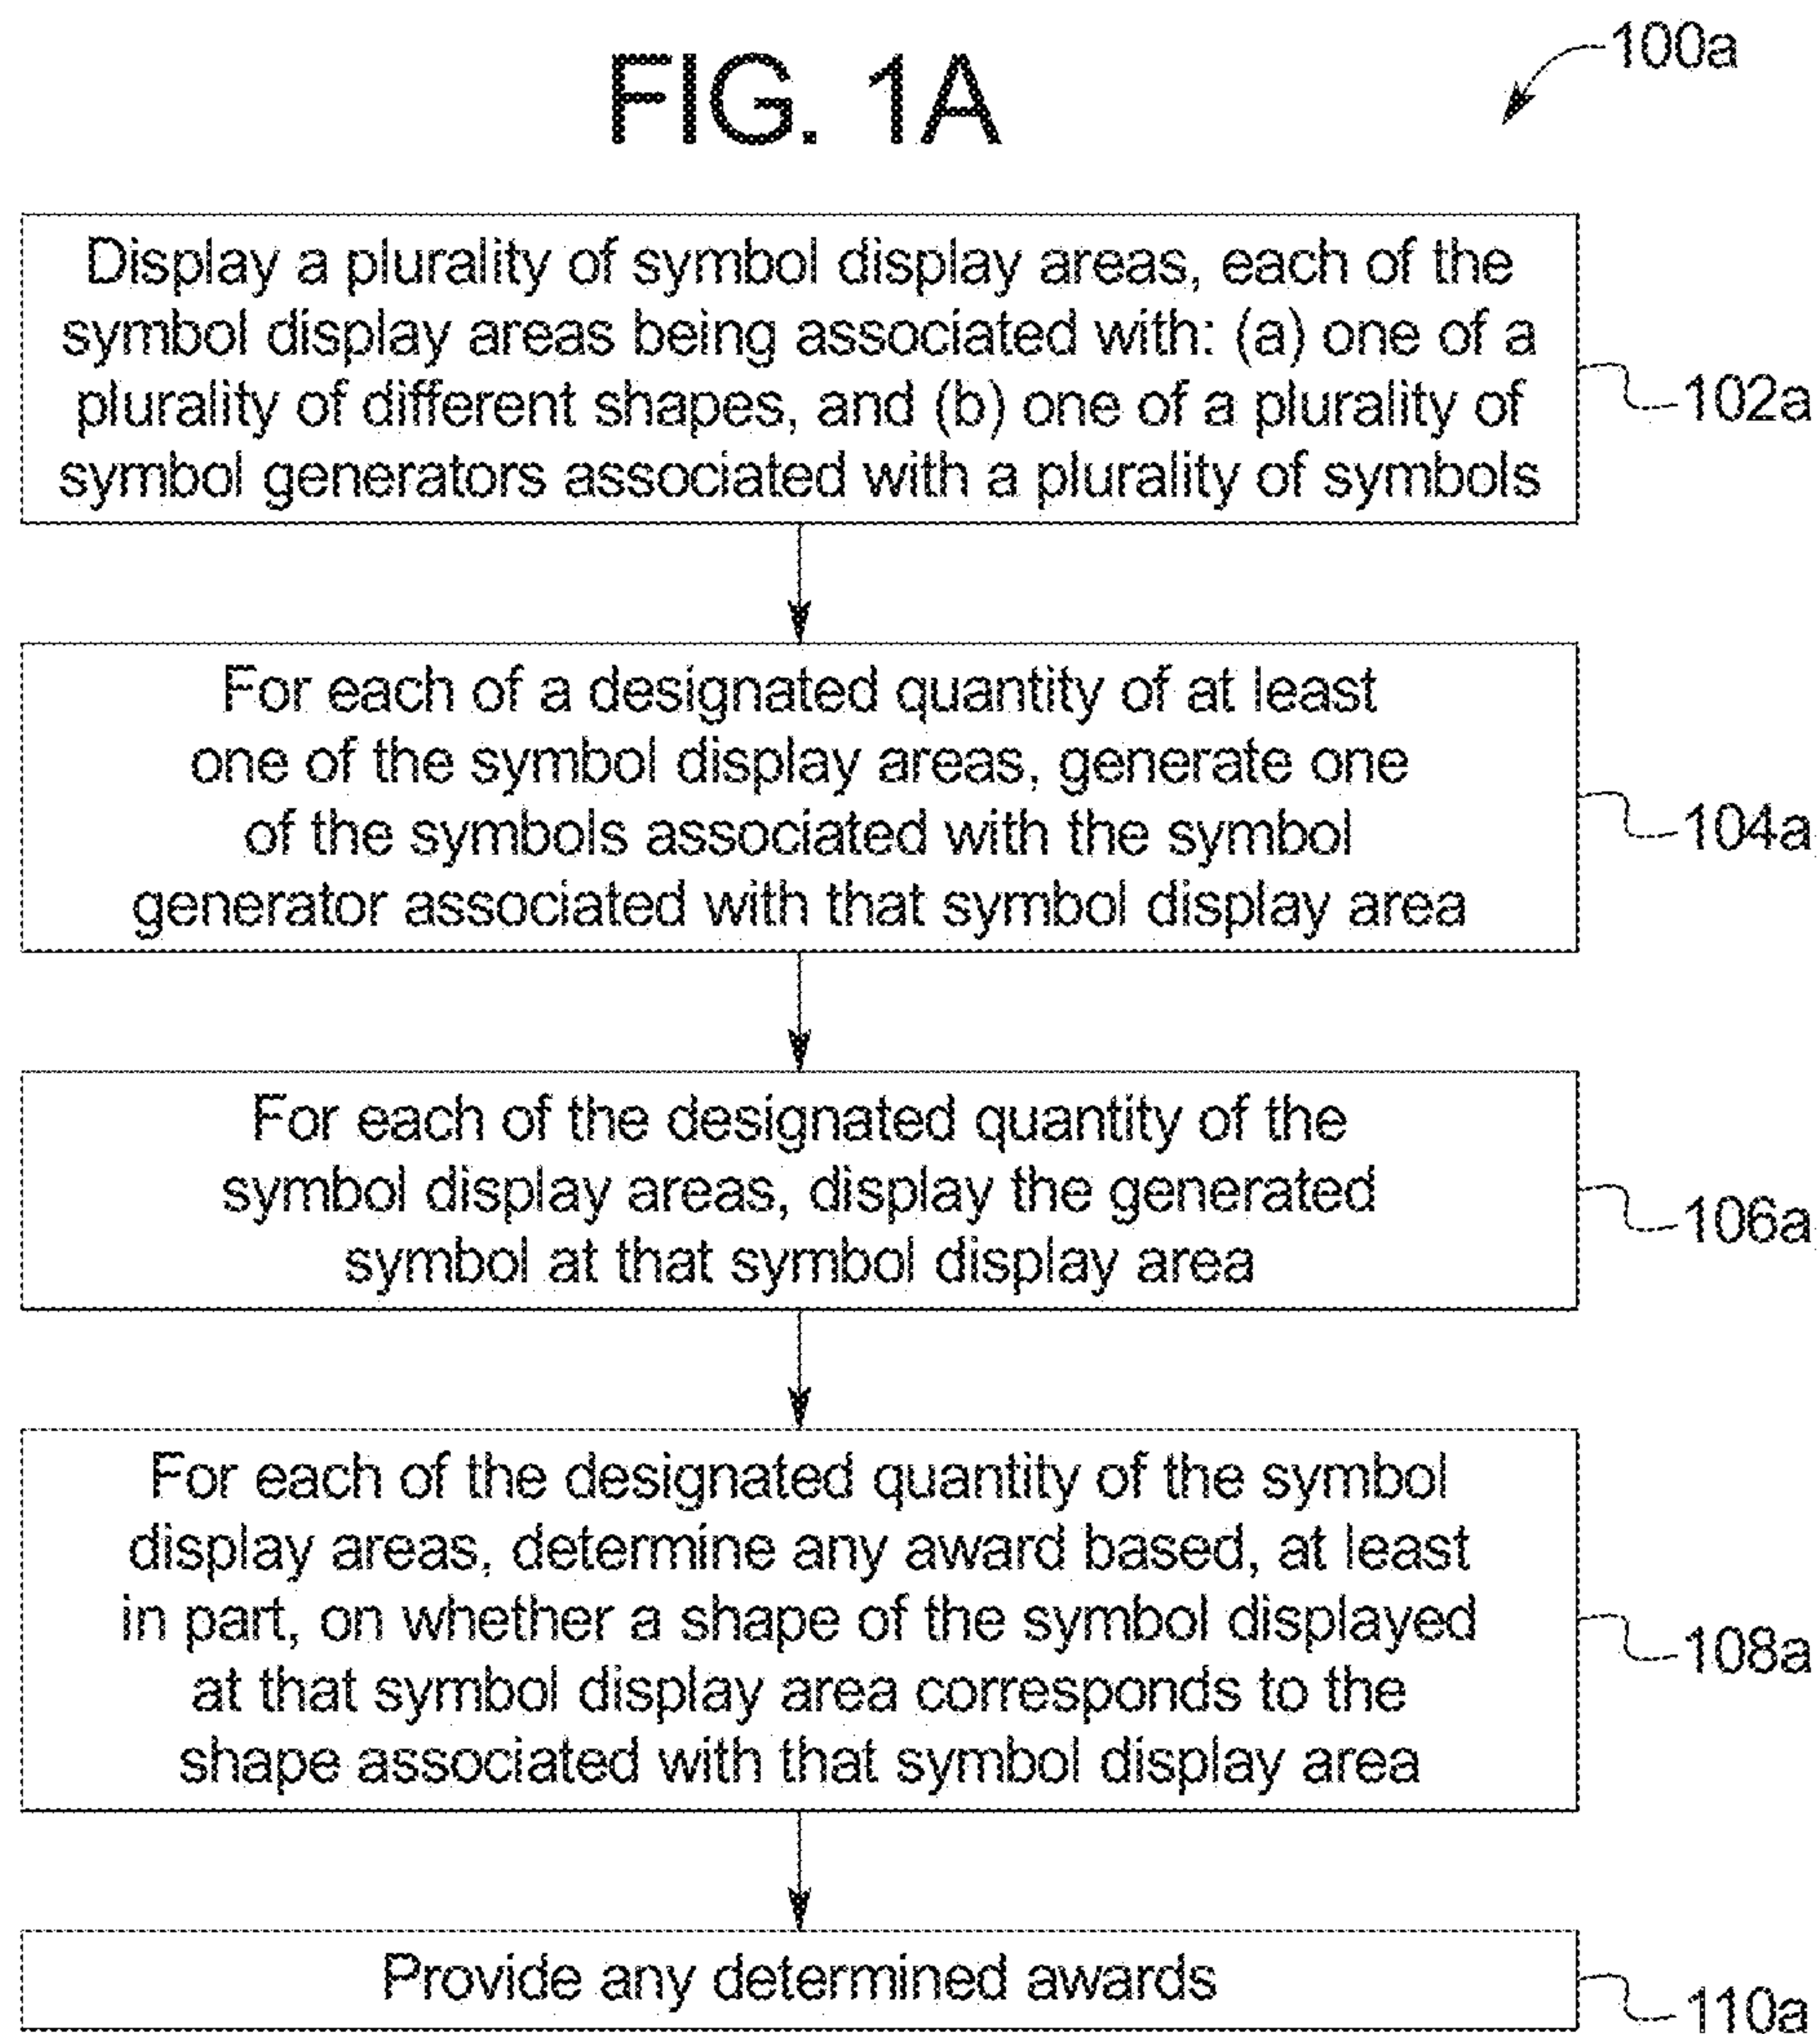 FIG. 1A
100a
Display a plurality of symbol display areas, each of the
symbol display areas being associated with: (a) one of a
plurality of different shapes, and (b) one of a plurality of
symbol generators associated with a plurality of symbols
102a
For each of a designated quantity of at least
one of the symbol display areas, generate one
of the symbols associated with the symbol
generator associated with that symbol display area
104a
For each of the designated quantity of the
symbol display areas, display the generated
symbol at that symbol display area
106a
For each of the designated quantity of the symbol
display areas, determine any award based, at least
in part, on whether a shape of the symbol displayed
at that symbol display area corresponds to the
shape associated with that symbol display area
108a
Provide any determined awards
110a